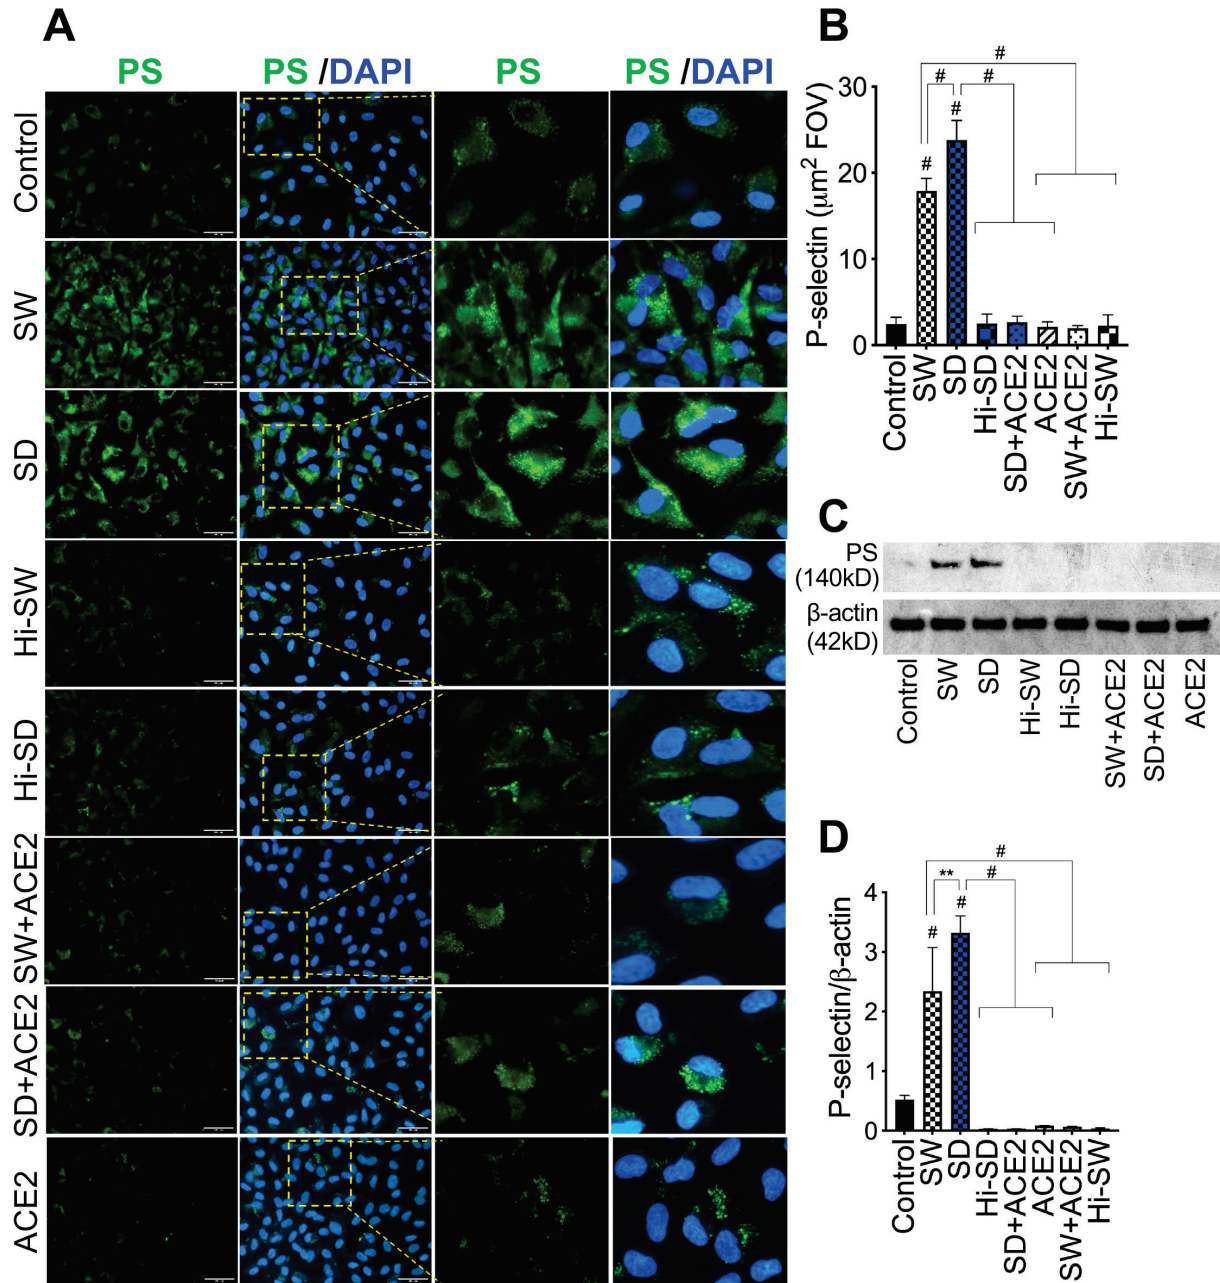 A
PS
PS /DAPI
PS
PS /DAPI
Control
SW
SD
Hi-SW
Hi-SD
SW+ACE2
SD+ACE2
ACE2
B
P-selectin (μm² FOV)
30
20
10
0
#
#
#
#
#
Control
SW
SD
Hi-SD
SD+ACE2
ACE2
SW+ACE2
Hi-SW
C
PS
(140kD)
β-actin
(42kD)
Control
SW
SD
Hi-SW
Hi-SD
SW+ACE2
SD+ACE2
ACE2
D
P-selectin/β-actin
4
3
2
1
0
#
**
#
#
#
Control
SW
SD
Hi-SD
SD+ACE2
ACE2
SW+ACE2
Hi-SW